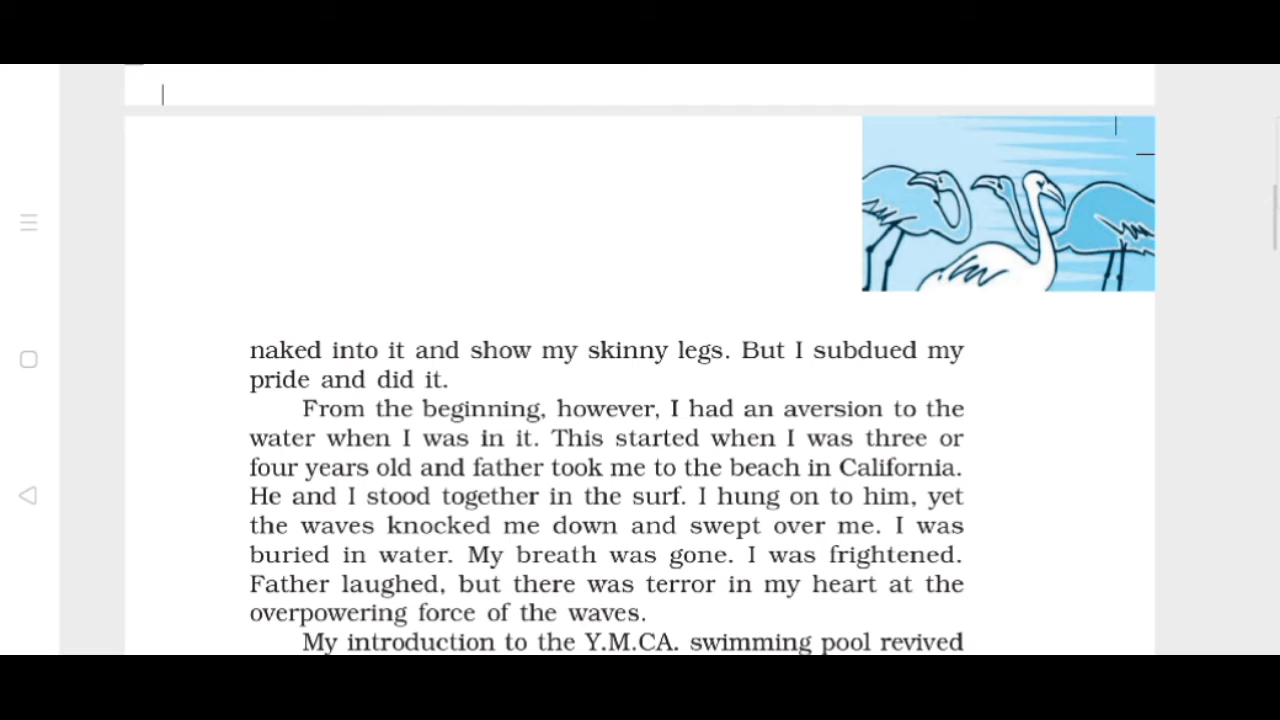 naked into it and show my skinny legs. But I subdued my
pride and did it.
From the beginning, however, I had an aversion to the
water when I was in it. This started when I was three or
four years old and father took me to the beach in California.
He and I stood together in the surf. I hung on to him, yet
the waves knocked me down and swept over me. I was
buried in water. My breath was gone. I was frightened.
Father laughed, but there was terror in my heart at the
overpowering force of the waves.
My introduction to the Y.M.CA. swimming pool revived